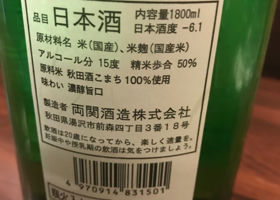 品目 日本酒 内容量1800ml
日本酒度 -6.1
原材料名 米(国産)、米麹(国産米)
アルコール分 15度 精米歩合 50%
原料米 秋田酒こまち 100%使用
味わい 濃醇旨口
製造者 両関酒造株式会社
秋田県湯沢市前森四丁目3番18号
飲酒は20歳になってから。楽しく適量を。
妊娠中や授乳期の飲酒は気をつけましょう。
4 970914 831501